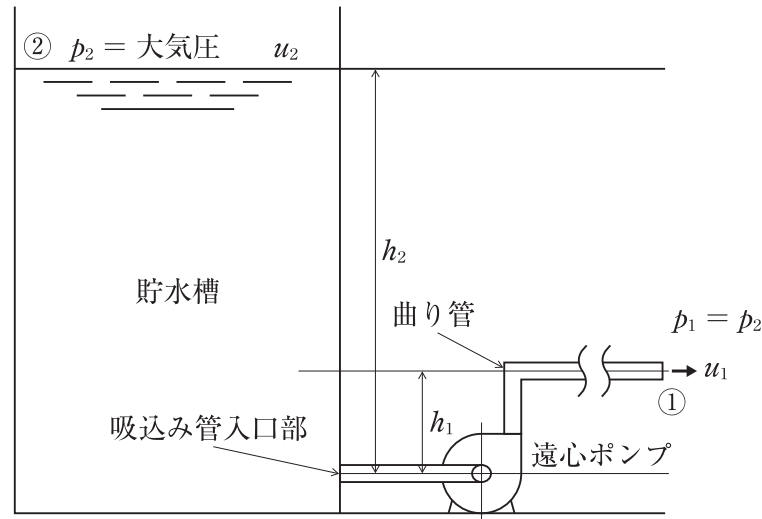 ② p₂ = 大気圧 u₂
h₂
貯水槽
曲り管
p₁ = p₂
u₁
①
h₁
吸込み管入口部
遠心ポンプ